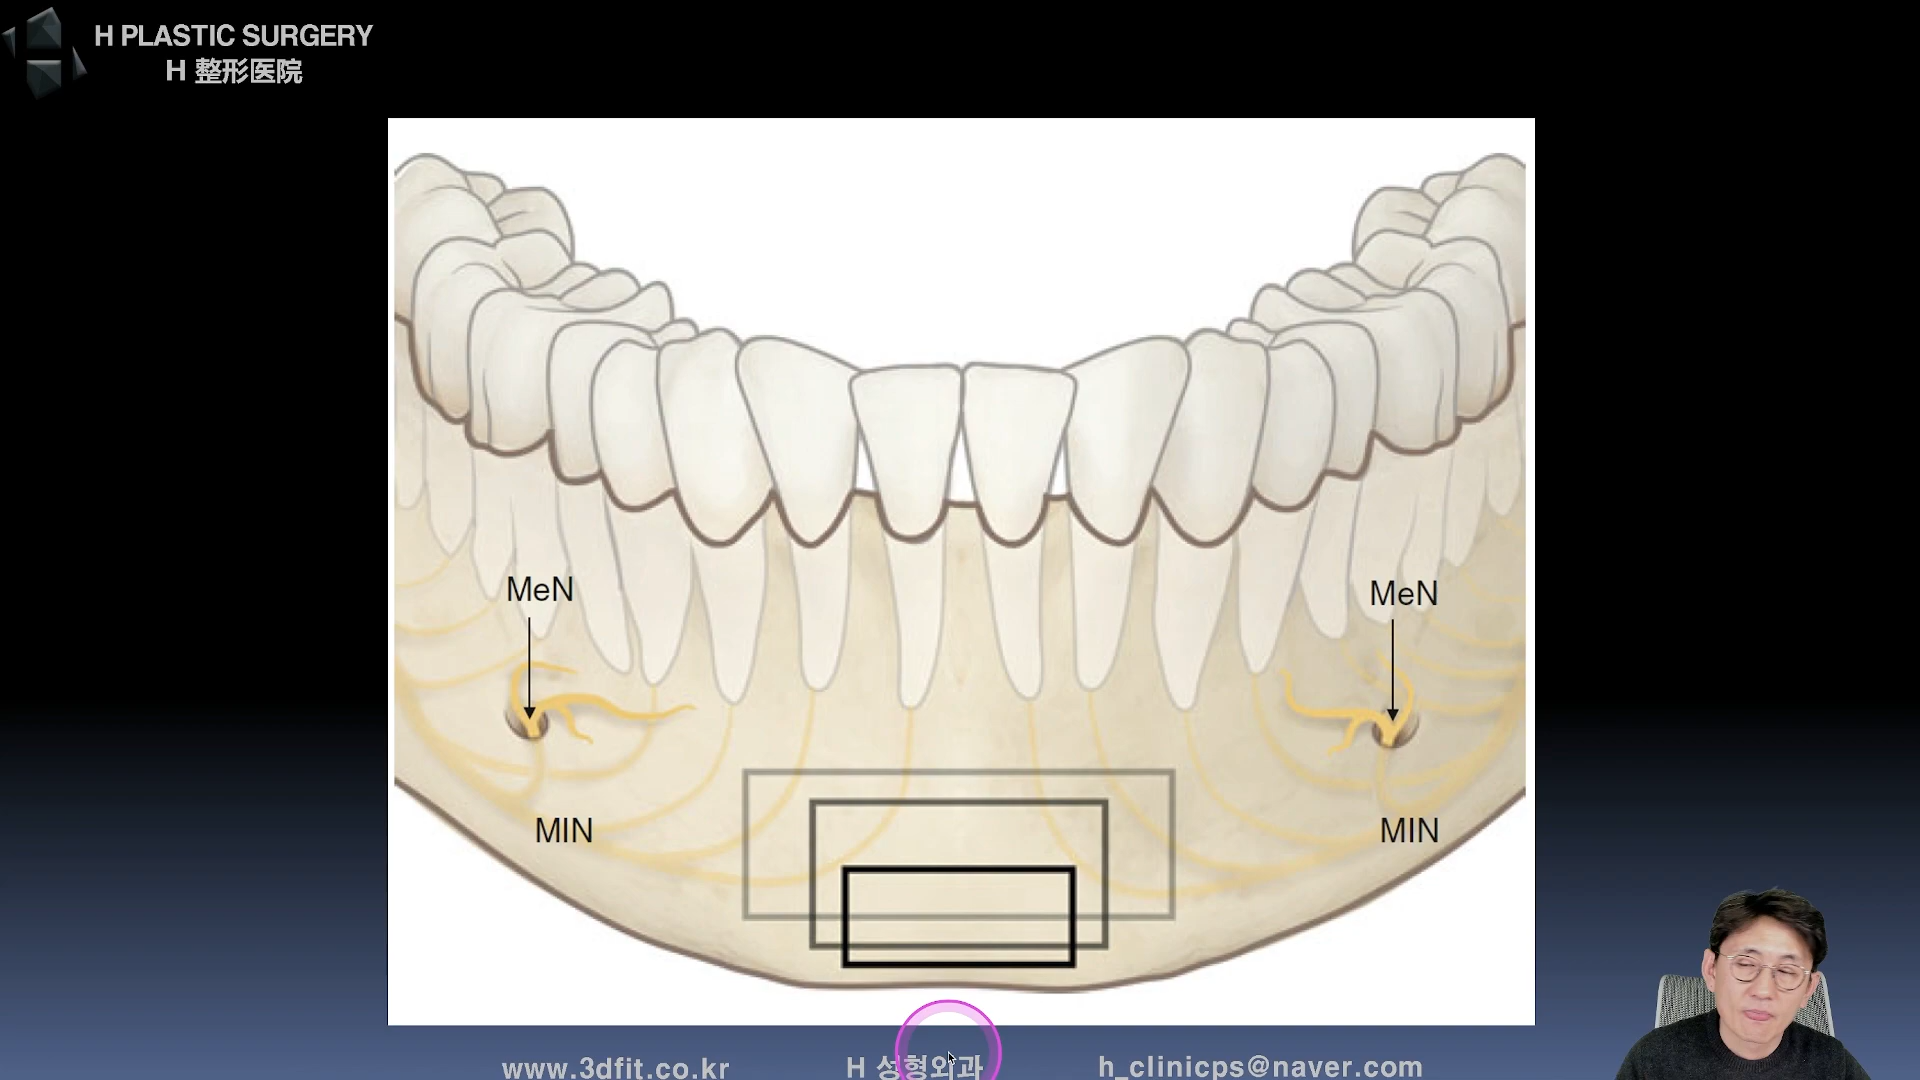 H PLASTIC SURGERY
H 整形医院
MeN
MeN
MIN
MIN
www.3dfit.co.kr
H 성형외과
h_clinicps@naver.com